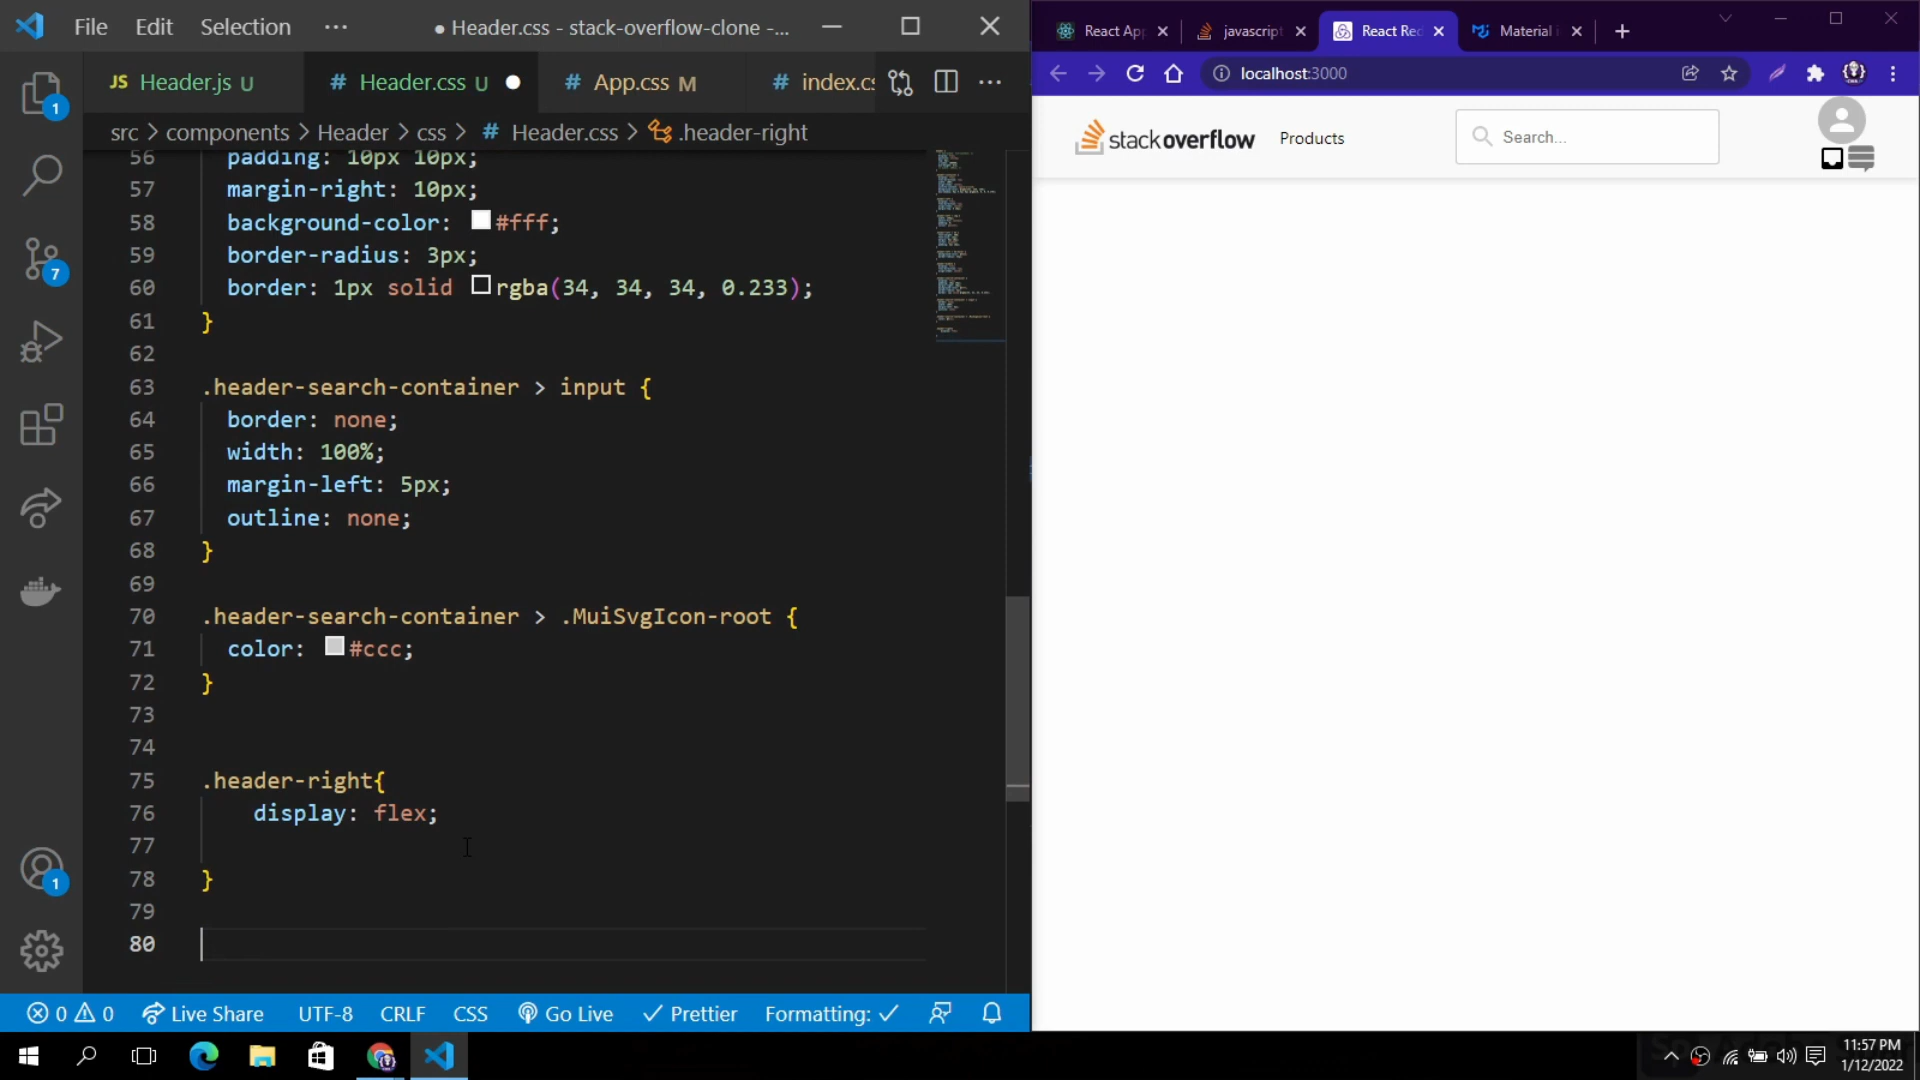 File Edit Selection ··· ● Header.css - stack-overflow-clone -...
JS Header.js U # Header.css U # App.css M # index.cs ···
src > components > Header > css > # Header.css > .header-right
56 padding: 10px 10px;
57 margin-right: 10px;
58 background-color: #fff;
59 border-radius: 3px;
60 border: 1px solid rgba(34, 34, 34, 0.233);
61 }
62
63 .header-search-container > input {
64 border: none;
65 width: 100%;
66 margin-left: 5px;
67 outline: none;
68 }
69
70 .header-search-container > .MuiSvgIcon-root {
71 color: #ccc;
72 }
73
74
75 .header-right{
76 display: flex;
77
78 }
79
80
1
7
1
0 0 Live Share UTF-8 CRLF CSS Go Live Prettier Formatting:
React App javascript React Red Material i
localhost:3000
stackoverflow Products Search...
11:57 PM
1/12/2022